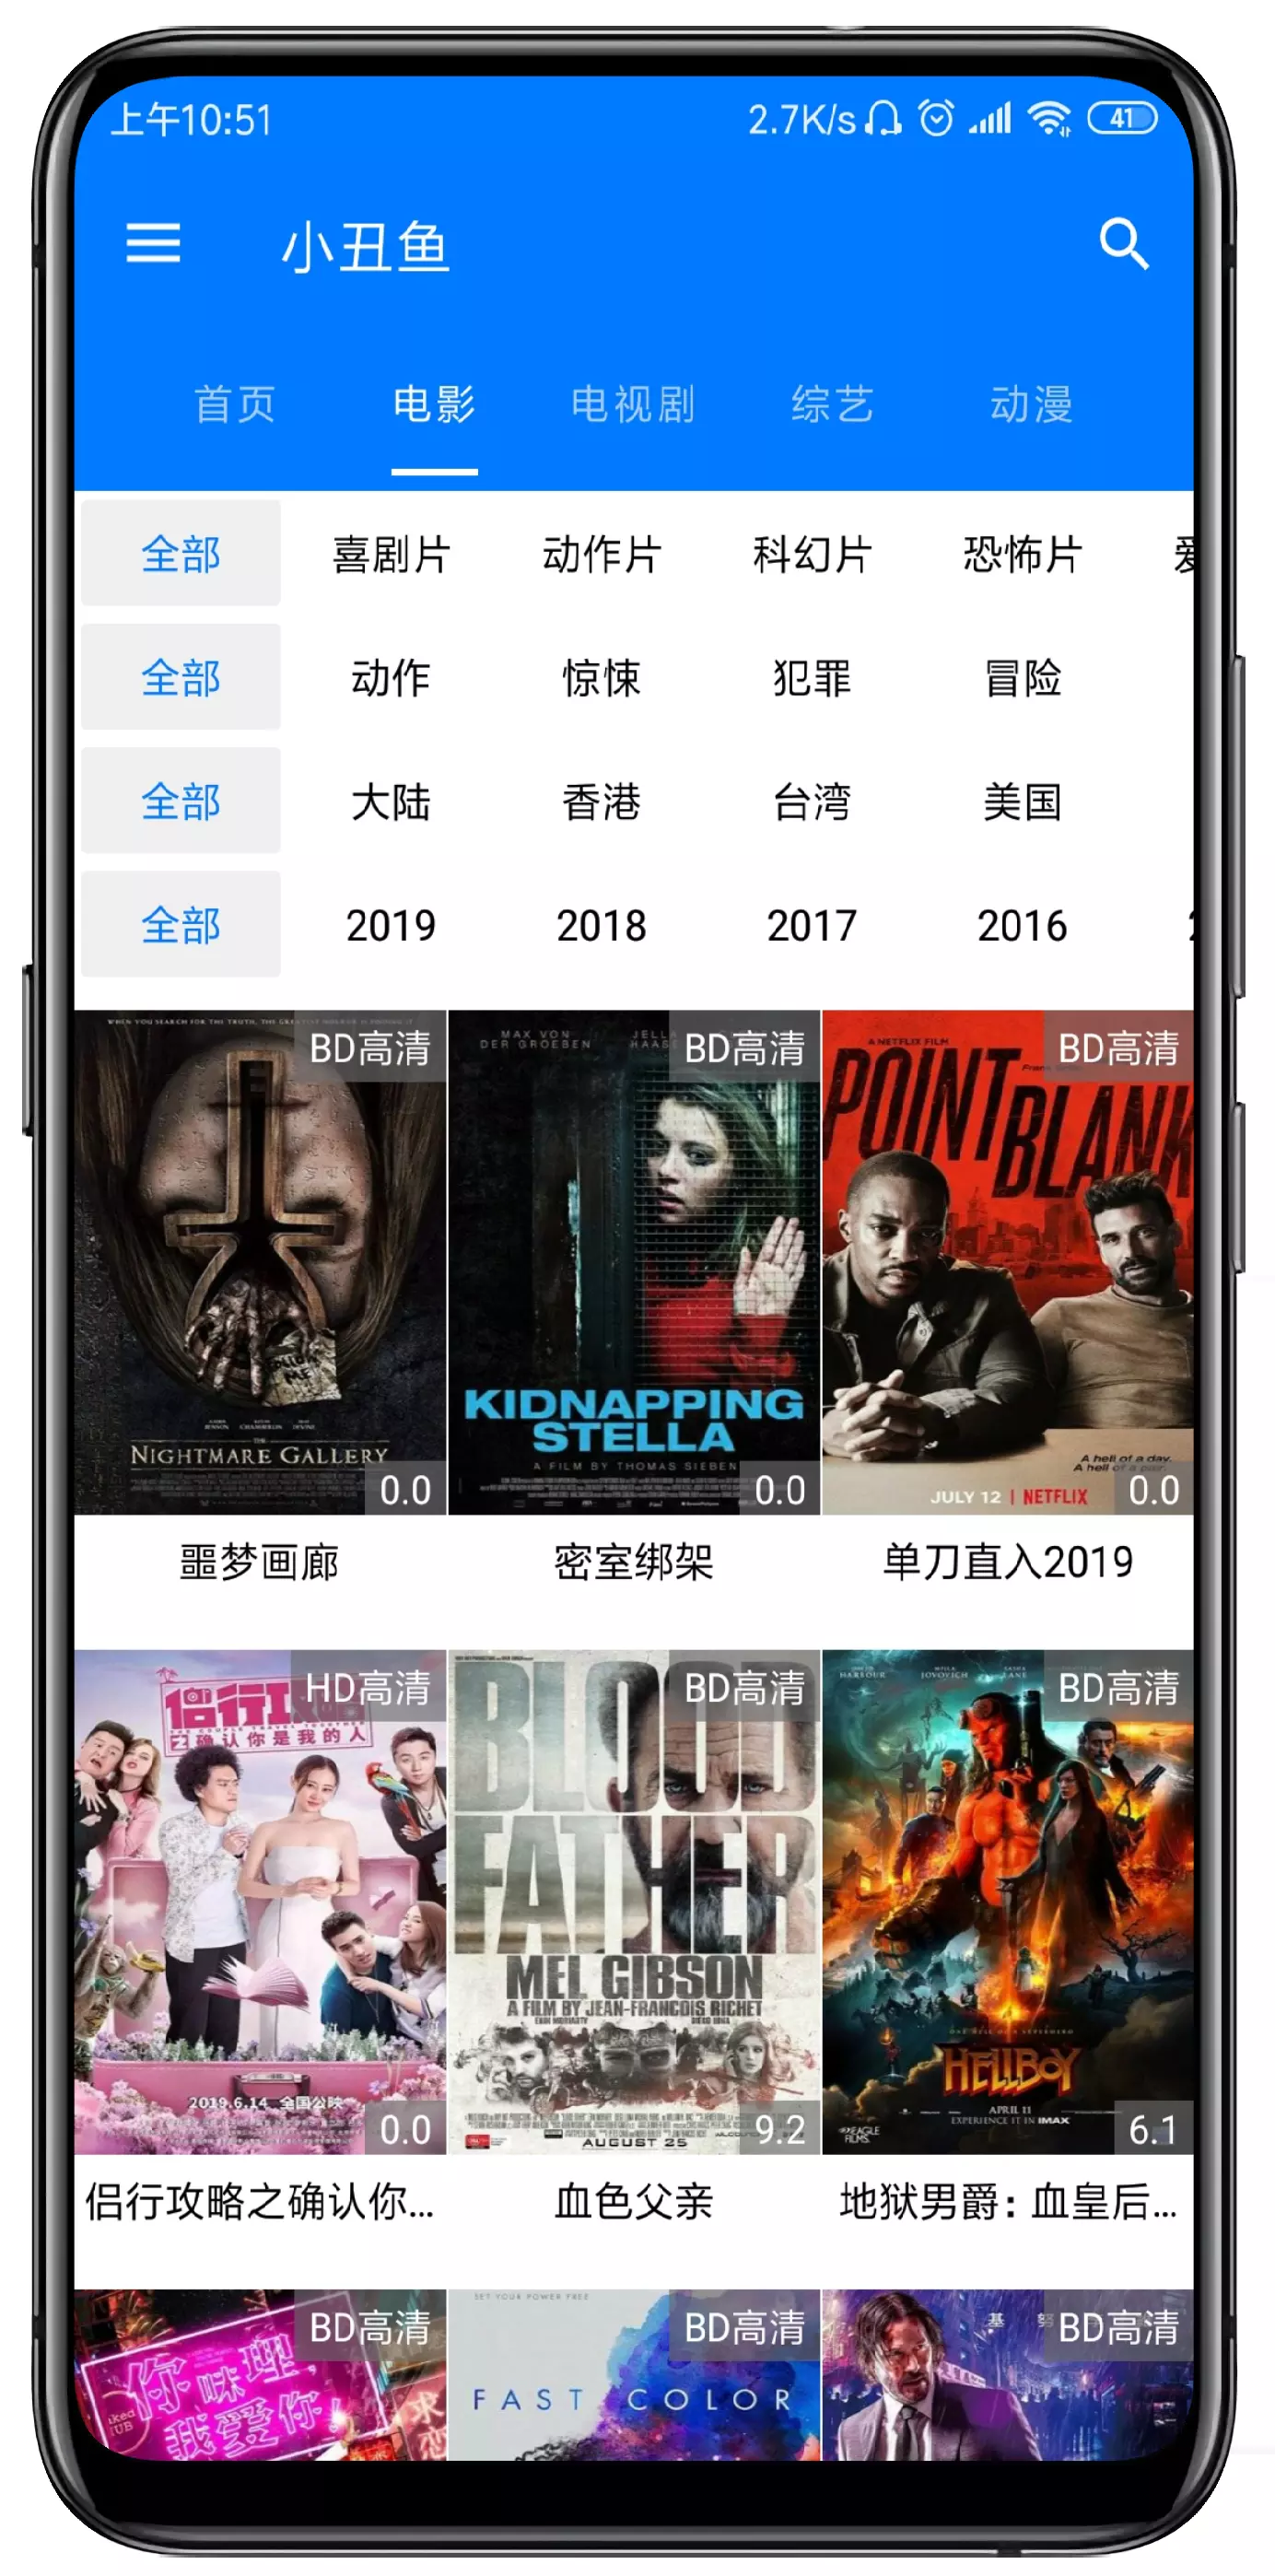 上午10:51 2.7K/s 41
小丑鱼
首页 电影 电视剧 综艺 动漫
全部 喜剧片 动作片 科幻片 恐怖片
全部 动作 惊悚 犯罪 冒险
全部 大陆 香港 台湾 美国
全部 2019 2018 2017 2016
BD高清
FOLLOW ME
THE
NIGHTMARE GALLERY
0.0
噩梦画廊
MAX VON DER GROEBEN
BD高清
KIDNAPPING
STELLA
A FILM BY THOMAS SIEBEN
0.0
密室绑架
A NETFLIX FILM
BD高清
POINT BLANK
A hell of a day.
A hell of a pair.
JULY 12 | NETFLIX
0.0
单刀直入2019
HD高清
侣行攻略
之确认你是我的人
2019.6.14 全国公映
0.0
侣行攻略之确认你...
BD高清
BLOOD
FATHER
MEL GIBSON
A FILM BY JEAN-FRANCOIS RICHET
AUGUST 25
9.2
血色父亲
BD高清
HELLBOY
APRIL 11
EXPERIENCE IT IN IMAX
6.1
地狱男爵：血皇后...
BD高清
你咪理，
我爱你！
SET YOUR POWER FREE
BD高清
FAST COLOR
基 努
BD高清